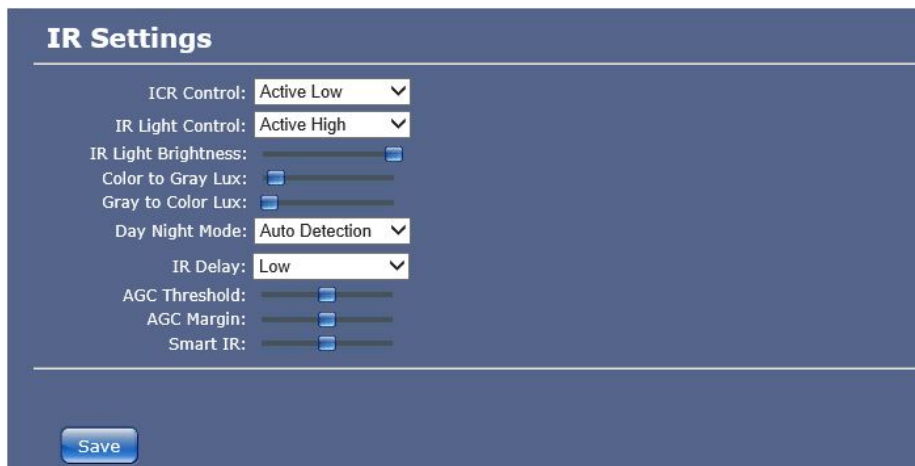 IR Settings
ICR Control: Active Low
IR Light Control: Active High
IR Light Brightness:
Color to Gray Lux:
Gray to Color Lux:
Day Night Mode: Auto Detection
IR Delay: Low
AGC Threshold:
AGC Margin:
Smart IR:
Save